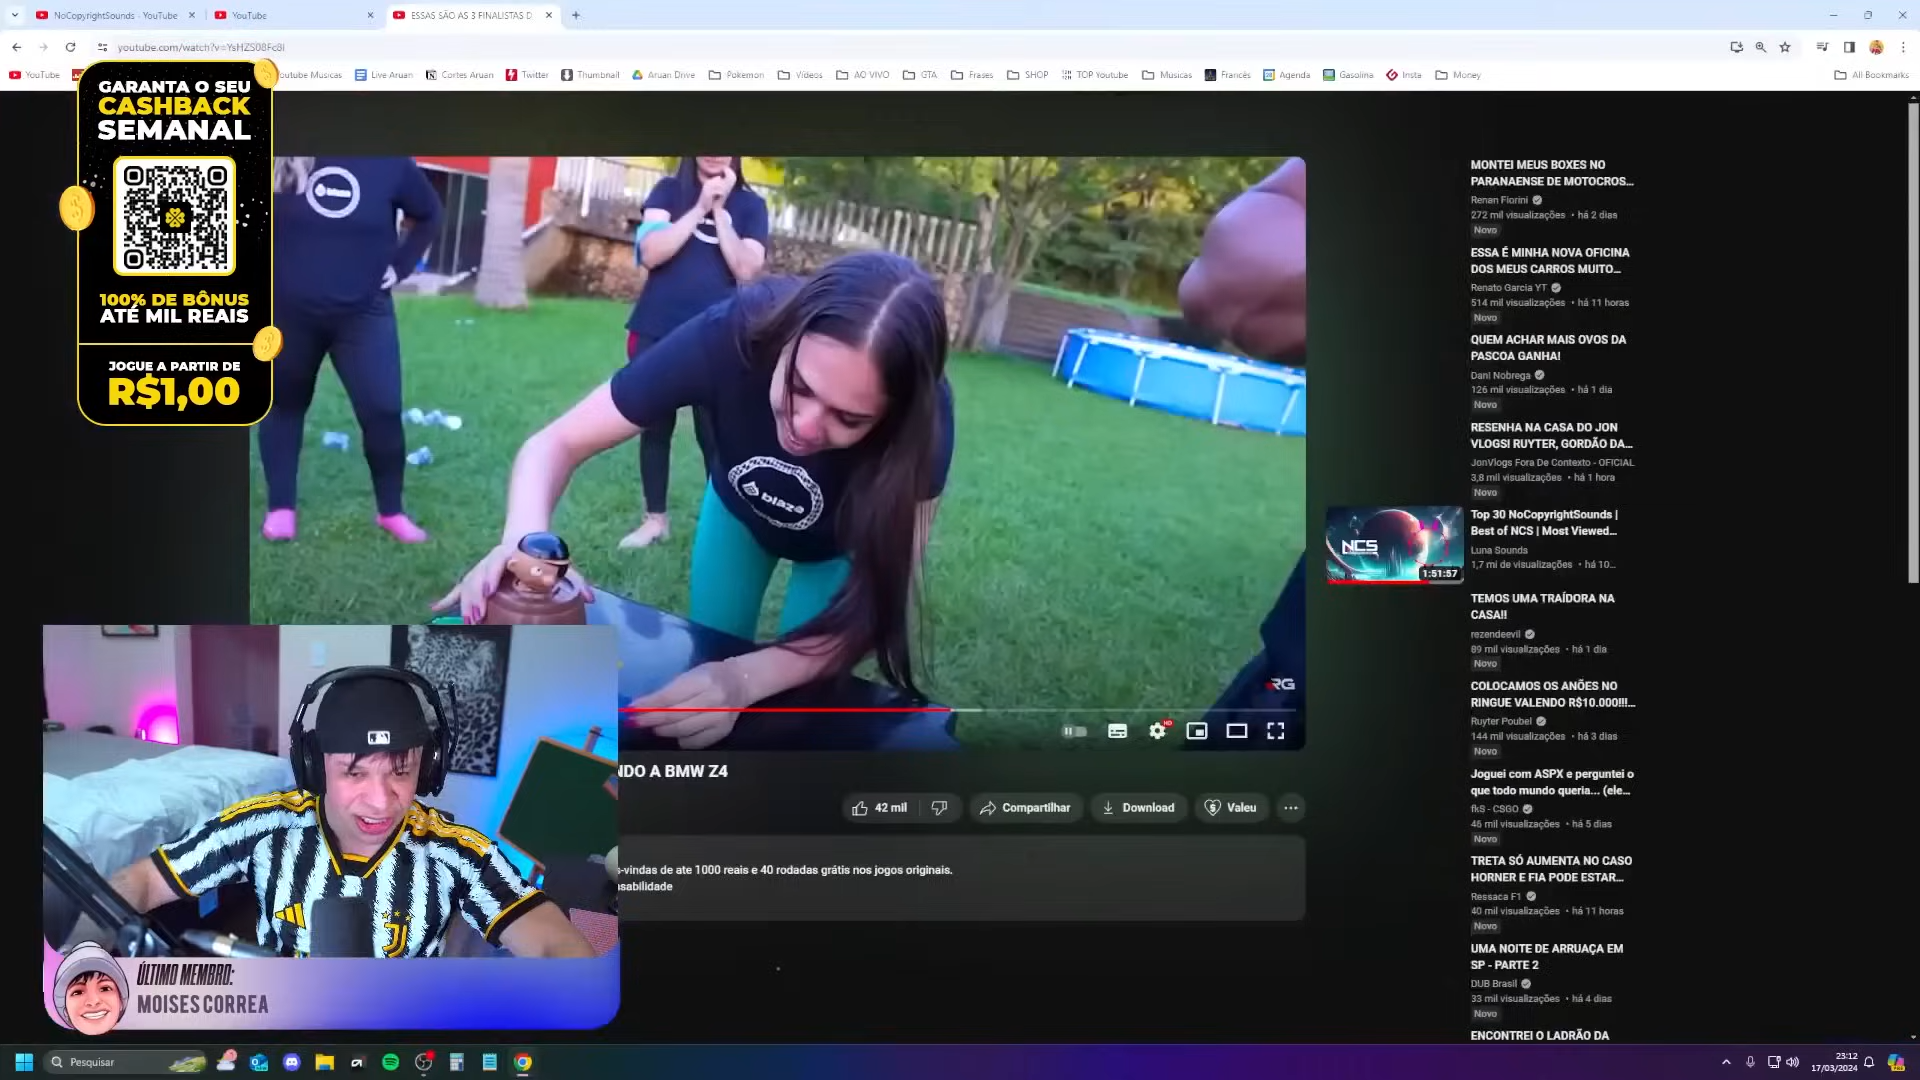 NoCopyrightSounds - YouTube
YouTube
ESSAS SÃO AS 3 FINALISTAS D
youtube.com/watch?v=YsHZS08Fc8I
YouTube
outube Musicas
Live Aruan
Cortes Aruan
Twitter
Thumbnail
Aruan Drive
Pokemon
Vídeos
AO VIVO
GTA
Frases
SHOP
TOP Youtube
Músicas
Francês
Agenda
Gasolina
Insta
Money
All Bookmarks
GARANTA O SEU
CASHBACK
SEMANAL
100% DE BÔNUS
ATÉ MIL REAIS
JOGUE A PARTIR DE
R$1,00
blaze
blaze
RG
HD
NDO A BMW Z4
42 mil
Compartilhar
Download
Valeu
s-vindas de ate 1000 reais e 40 rodadas grátis nos jogos originais.
nsabilidade
MONTEI MEUS BOXES NO
PARANAENSE DE MOTOCROS...
Renan Fiorini
272 mil visualizações • há 2 dias
Novo
ESSA É MINHA NOVA OFICINA
DOS MEUS CARROS MUITO...
Renato Garcia YT
514 mil visualizações • há 11 horas
Novo
QUEM ACHAR MAIS OVOS DA
PASCOA GANHA!
Dani Nobrega
126 mil visualizações • há 1 dia
Novo
RESENHA NA CASA DO JON
VLOGS! RUYTER, GORDÃO DA...
JonVlogs Fora De Contexto - OFICIAL
3,8 mil visualizações • há 1 hora
Novo
NCS
1:51:57
Top 30 NoCopyrightSounds |
Best of NCS | Most Viewed...
Luna Sounds
1,7 mi de visualizações • há 10...
TEMOS UMA TRAÍDORA NA
CASA!!
rezendeevil
89 mil visualizações • há 1 dia
Novo
COLOCAMOS OS ANÕES NO
RINGUE VALENDO R$10.000!!!...
Ruyter Poubel
144 mil visualizações • há 3 dias
Novo
Joguei com ASPX e perguntei o
que todo mundo queria... (ele...
fkS - CSGO
46 mil visualizações • há 5 dias
Novo
TRETA SÓ AUMENTA NO CASO
HORNER E FIA PODE ESTAR...
Ressaca F1
40 mil visualizações • há 11 horas
Novo
UMA NOITE DE ARRUAÇA EM
SP - PARTE 2
DUB Brasil
33 mil visualizações • há 4 dias
Novo
ENCONTREI O LADRÃO DA
ÚLTIMO MEMBRO:
MOISES CORREA
Pesquisar
23:12
17/03/2024